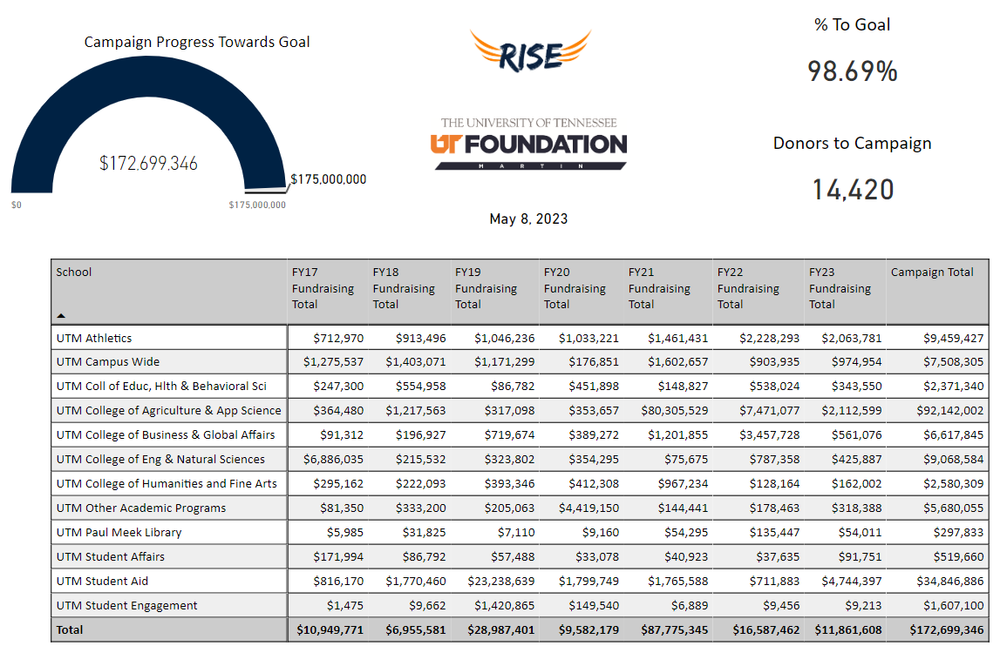 Campaign Progress Towards Goal
$172,699,346
$175,000,000
$0
$175,000,000
RISE
THE UNIVERSITY OF TENNESSEE
UT FOUNDATION
MARTIN
May 8, 2023
% To Goal
98.69%
Donors to Campaign
14,420
School FY17 Fundraising Total FY18 Fundraising Total FY19 Fundraising Total FY20 Fundraising Total FY21 Fundraising Total FY22 Fundraising Total FY23 Fundraising Total Campaign Total
UTM Athletics $712,970 $913,496 $1,046,236 $1,033,221 $1,461,431 $2,228,293 $2,063,781 $9,459,427
UTM Campus Wide $1,275,537 $1,403,071 $1,171,299 $176,851 $1,602,657 $903,935 $974,954 $7,508,305
UTM Coll of Educ, Hlth & Behavioral Sci $247,300 $554,958 $86,782 $451,898 $148,827 $538,024 $343,550 $2,371,340
UTM College of Agriculture & App Science $364,480 $1,217,563 $317,098 $353,657 $80,305,529 $7,471,077 $2,112,599 $92,142,002
UTM College of Business & Global Affairs $91,312 $196,927 $719,674 $389,272 $1,201,855 $3,457,728 $561,076 $6,617,845
UTM College of Eng & Natural Sciences $6,886,035 $215,532 $323,802 $354,295 $75,675 $787,358 $425,887 $9,068,584
UTM College of Humanities and Fine Arts $295,162 $222,093 $393,346 $412,308 $967,234 $128,164 $162,002 $2,580,309
UTM Other Academic Programs $81,350 $333,200 $205,063 $4,419,150 $144,441 $178,463 $318,388 $5,680,055
UTM Paul Meek Library $5,985 $31,825 $7,110 $9,160 $54,295 $135,447 $54,011 $297,833
UTM Student Affairs $171,994 $86,792 $57,488 $33,078 $40,923 $37,635 $91,751 $519,660
UTM Student Aid $816,170 $1,770,460 $23,238,639 $1,799,749 $1,765,588 $711,883 $4,744,397 $34,846,886
UTM Student Engagement $1,475 $9,662 $1,420,865 $149,540 $6,889 $9,456 $9,213 $1,607,100
Total $10,949,771 $6,955,581 $28,987,401 $9,582,179 $87,775,345 $16,587,462 $11,861,608 $172,699,346